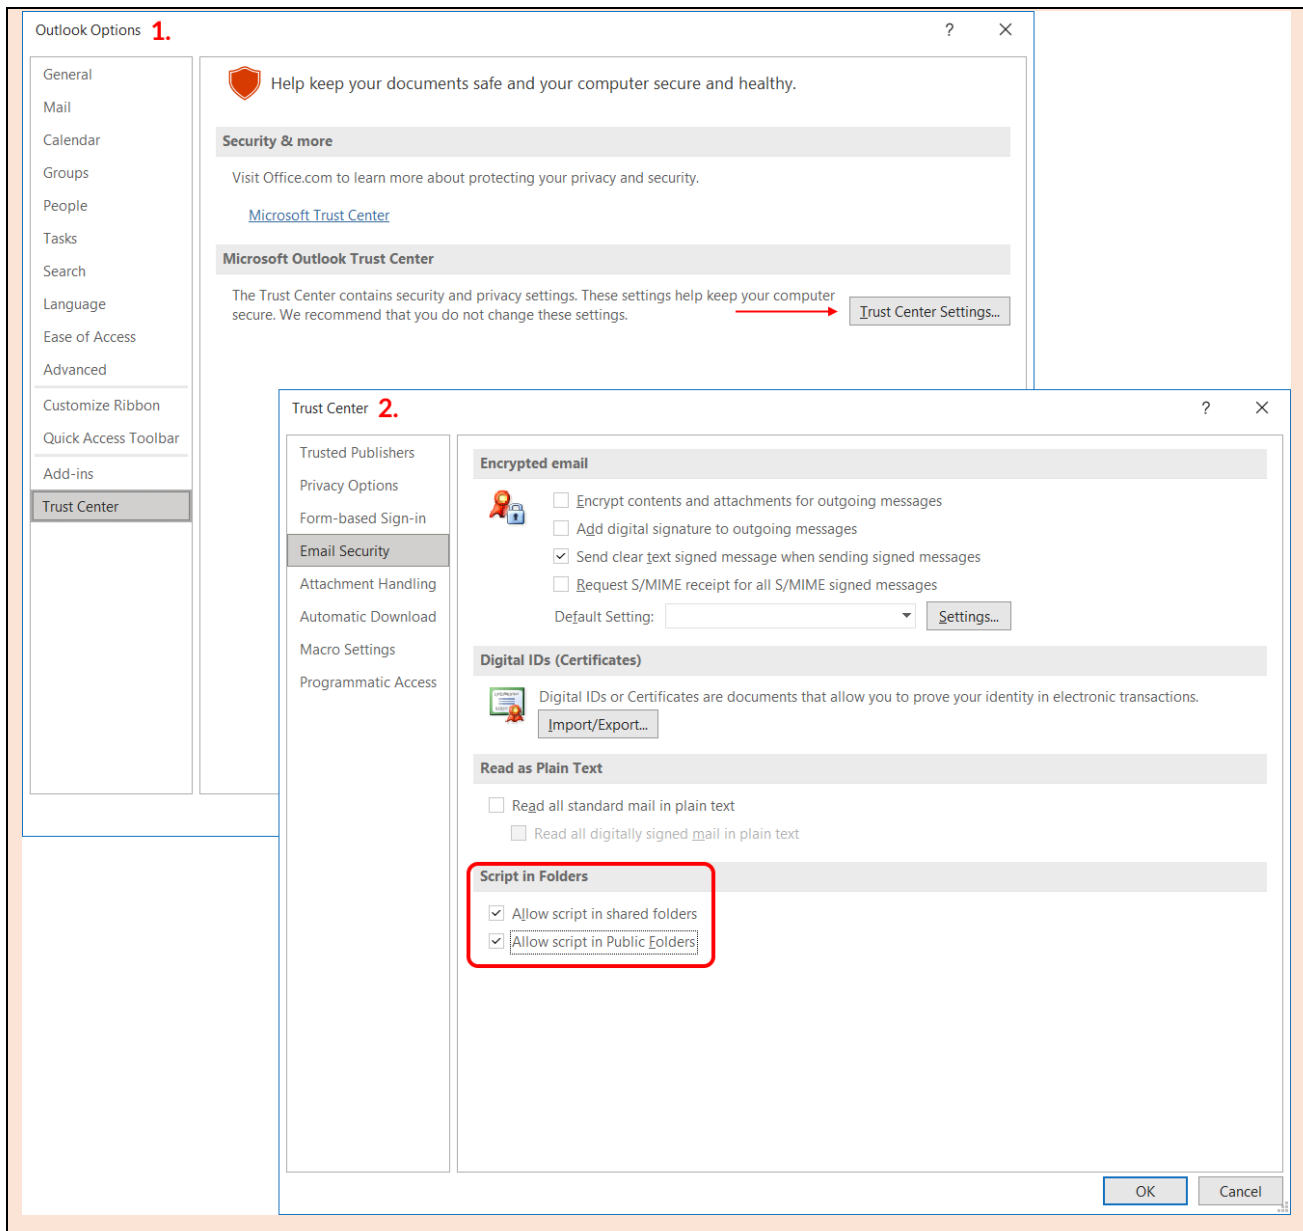 Outlook Options 1.
?
General
Mail
Calendar
Groups
People
Tasks
Search
Language
Ease of Access
Advanced
Customize Ribbon
Quick Access Toolbar
Add-ins
Trust Center
Help keep your documents safe and your computer secure and healthy.
Security & more
Visit Office.com to learn more about protecting your privacy and security.
Microsoft Trust Center
Microsoft Outlook Trust Center
The Trust Center contains security and privacy settings. These settings help keep your computer
secure. We recommend that you do not change these settings.
Trust Center Settings...
Trust Center 2.
?
Trusted Publishers
Privacy Options
Form-based Sign-in
Email Security
Attachment Handling
Automatic Download
Macro Settings
Programmatic Access
Encrypted email
Encrypt contents and attachments for outgoing messages
Add digital signature to outgoing messages
Send clear text signed message when sending signed messages
Request S/MIME receipt for all S/MIME signed messages
Default Setting:
Settings...
Digital IDs (Certificates)
Digital IDs or Certificates are documents that allow you to prove your identity in electronic transactions.
Import/Export...
Read as Plain Text
Read all standard mail in plain text
Read all digitally signed mail in plain text
Script in Folders
Allow script in shared folders
Allow script in Public Folders
OK
Cancel